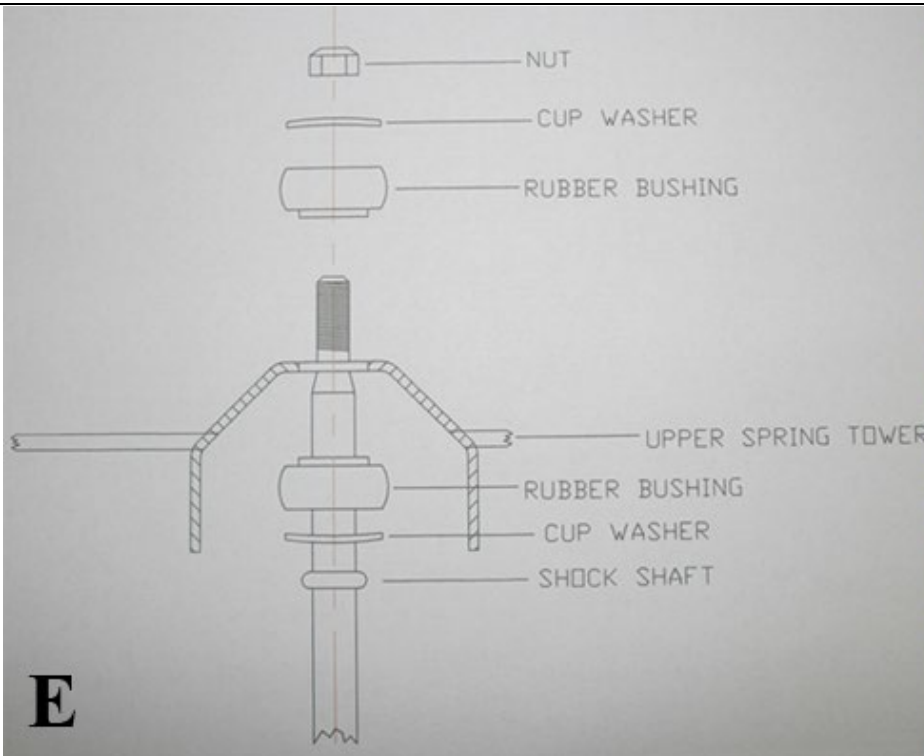 NUT
CUP WASHER
RUBBER BUSHING
UPPER SPRING TOWER
RUBBER BUSHING
CUP WASHER
SHOCK SHAFT
E